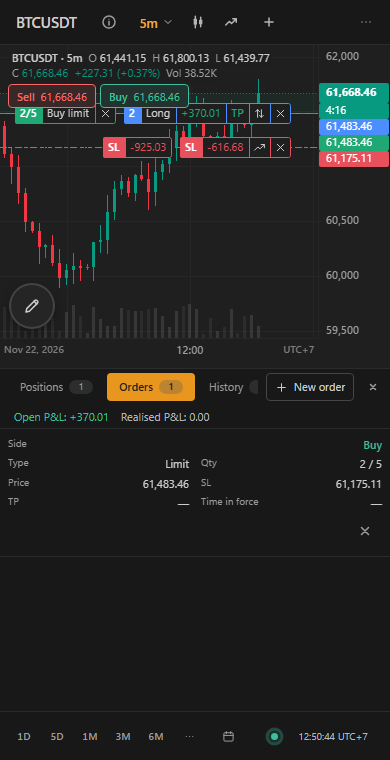 BTCUSDT 5m
BTCUSDT · 5m O 61,441.15 H 61,800.13 L 61,439.77
C 61,668.46 +227.31 (+0.37%) Vol 38.52K
Sell 61,668.46 Buy 61,668.46
2/5 Buy limit 2 Long +370.01 TP
SL -925.03 SL -616.68
62,000
61,668.46
4:16
61,483.46
61,483.46
61,175.11
60,500
60,000
59,500
Nov 22, 2026 12:00 UTC+7
Positions 1 Orders 1 History + New order
Open P&L: +370.01 Realised P&L: 0.00
Side Buy
Type Limit Qty 2 / 5
Price 61,483.46 SL 61,175.11
TP — Time in force —
1D 5D 1M 3M 6M ... 12:50:44 UTC+7